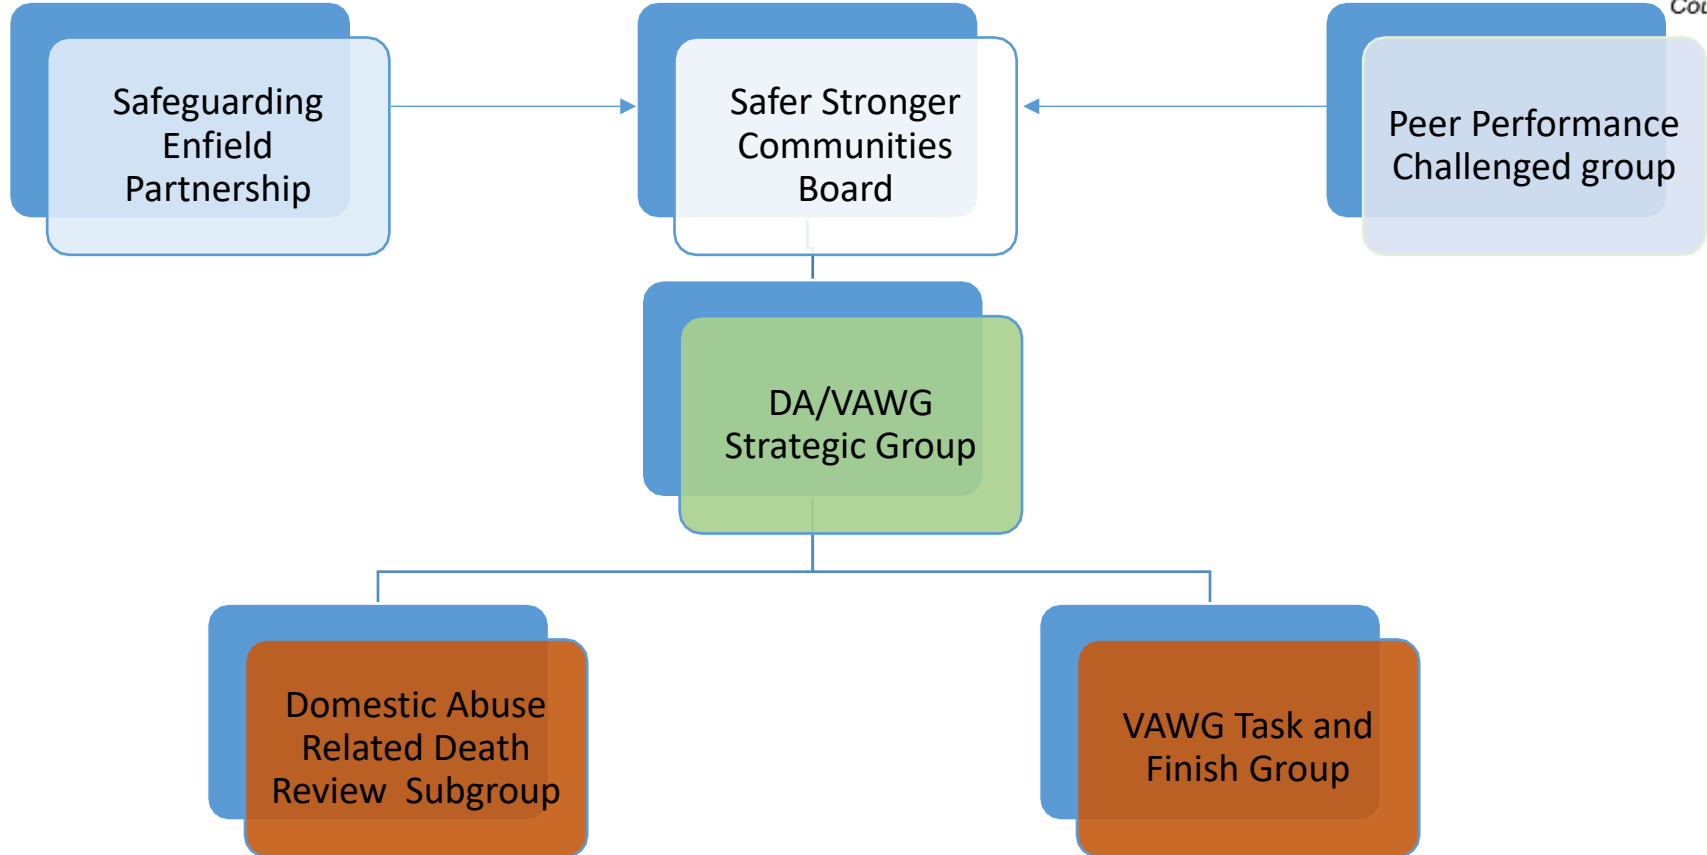 Safeguarding
Enfield
Partnership
Safer Stronger
Communities
Board
Peer Performance
Challenged group
DA/VAWG
Strategic Group
Domestic Abuse
Related Death
Review  Subgroup
VAWG Task and
Finish Group